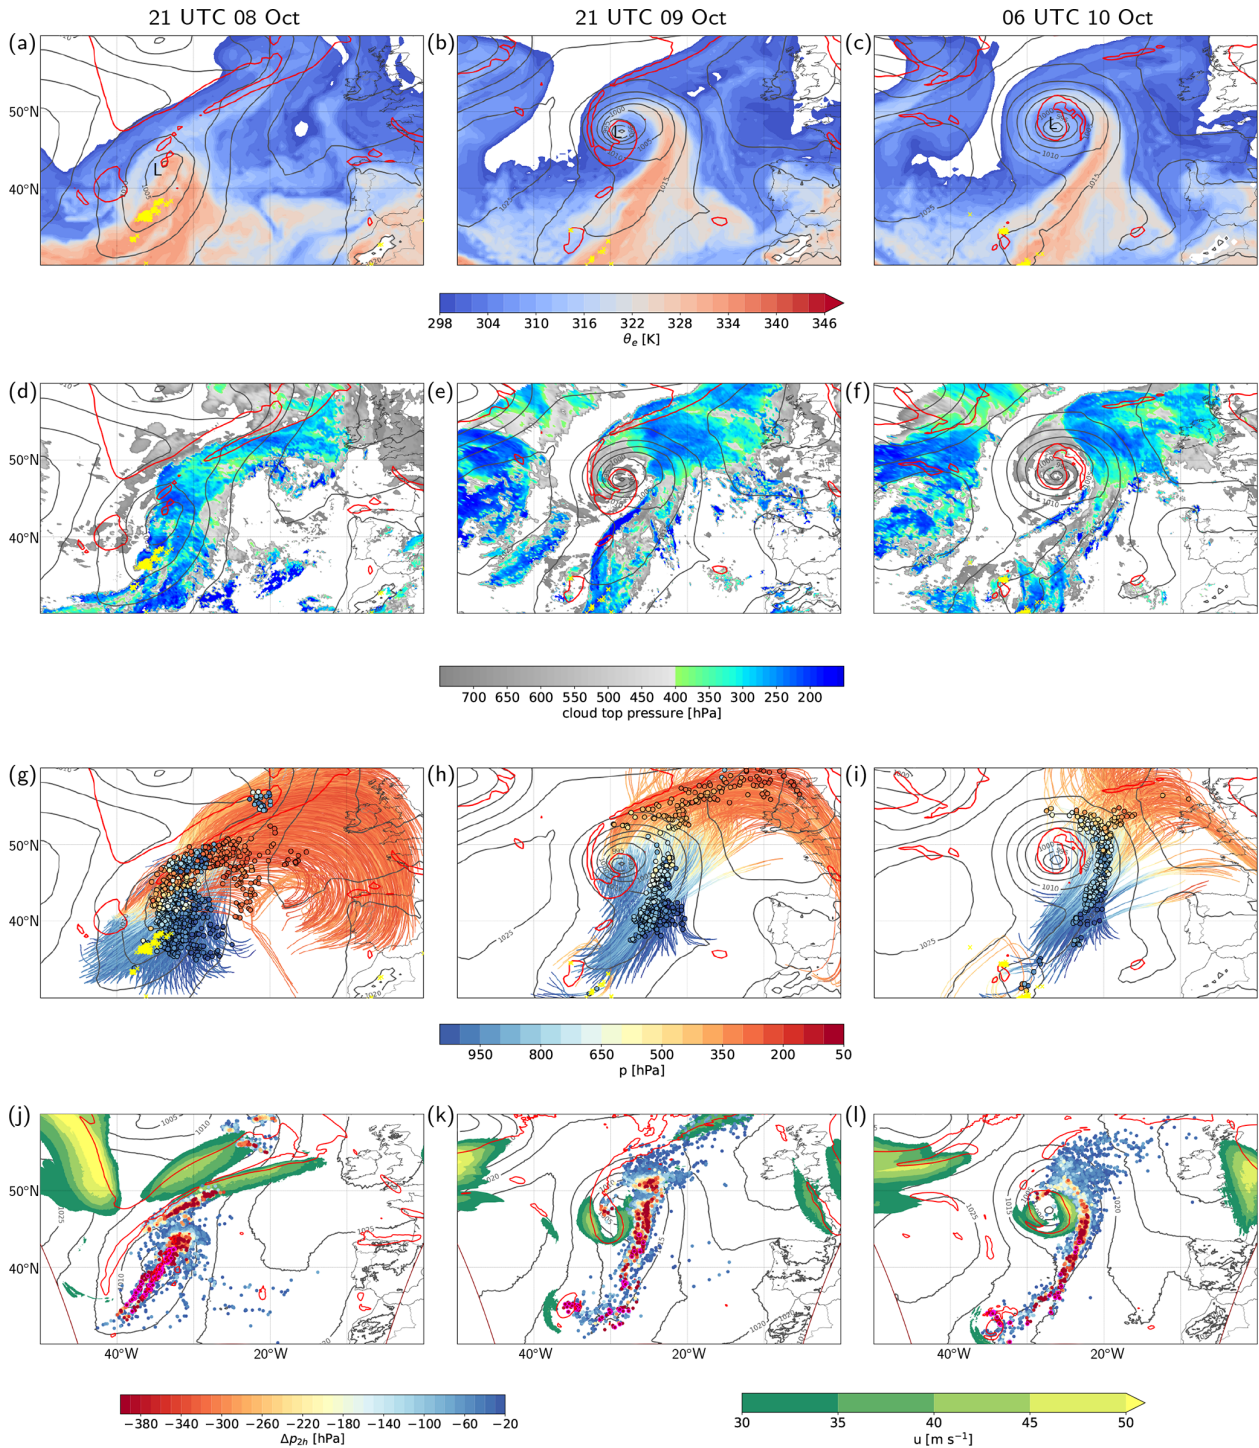 21 UTC 08 Oct 21 UTC 09 Oct 06 UTC 10 Oct
(a) (b) (c)
50°N
40°N
298 304 310 316 322 328 334 340 346
θe [K]
(d) (e) (f)
50°N
40°N
700 650 600 550 500 450 400 350 300 250 200
cloud top pressure [hPa]
(g) (h) (i)
50°N
40°N
950 800 650 500 350 200 50
p [hPa]
(j) (k) (l)
50°N
40°N
40°W 20°W 40°W 20°W 40°W 20°W
−380 −340 −300 −260 −220 −180 −140 −100 −60 −20
Δp2h [hPa]
30 35 40 45 50
u [m s−1]